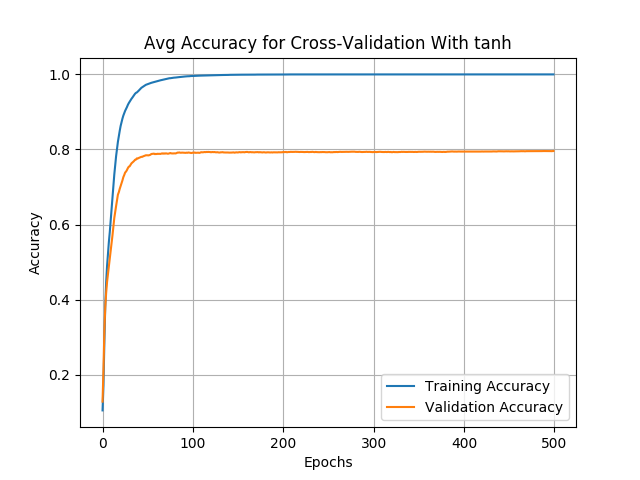 Avg Accuracy for Cross-Validation With tanh
Accuracy
1.0
0.8
0.6
0.4
0.2
Training Accuracy
Validation Accuracy
0 100 200 300 400 500
Epochs